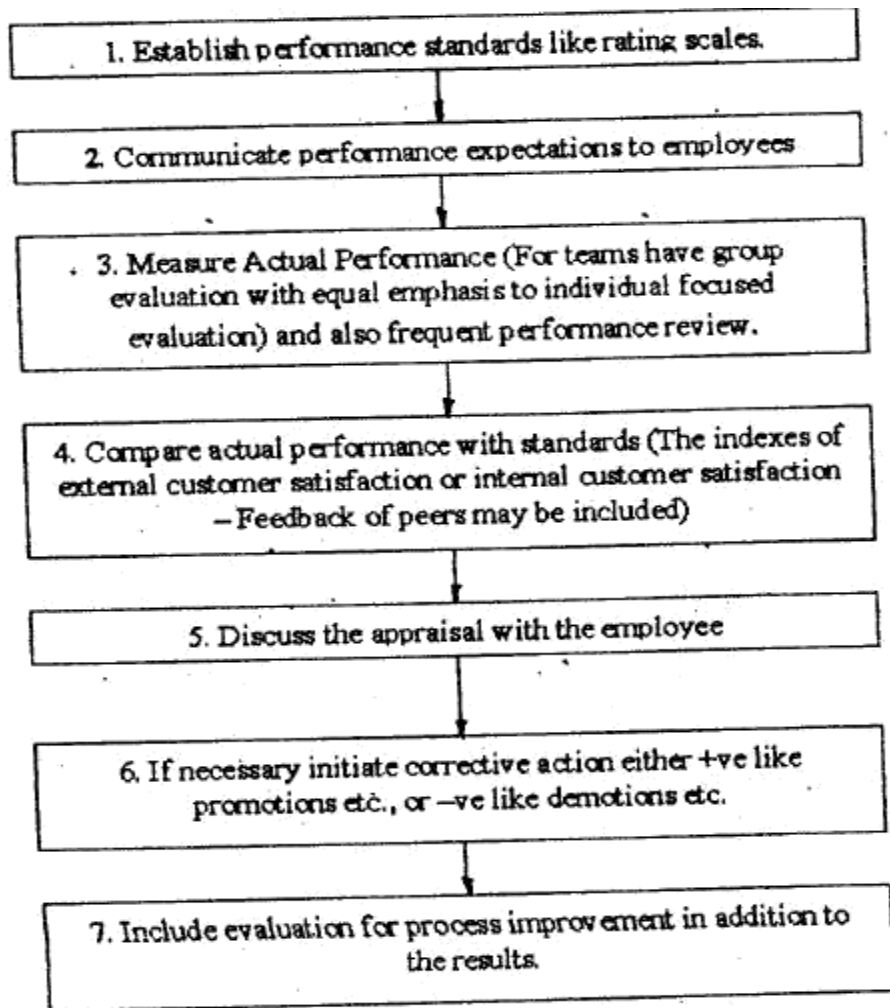 1. Establish performance standards like rating scales.
2. Communicate performance expectations to employees
3. Measure Actual Performance (For teams have group
evaluation with equal emphasis to individual focused
evaluation) and also frequent performance review.
4. Compare actual performance with standards (The indexes of
external customer satisfaction or internal customer satisfaction
– Feedback of peers may be included)
5. Discuss the appraisal with the employee
6. If necessary initiate corrective action either +ve like
promotions etc., or –ve like demotions etc.
7. Include evaluation for process improvement in addition to
the results.